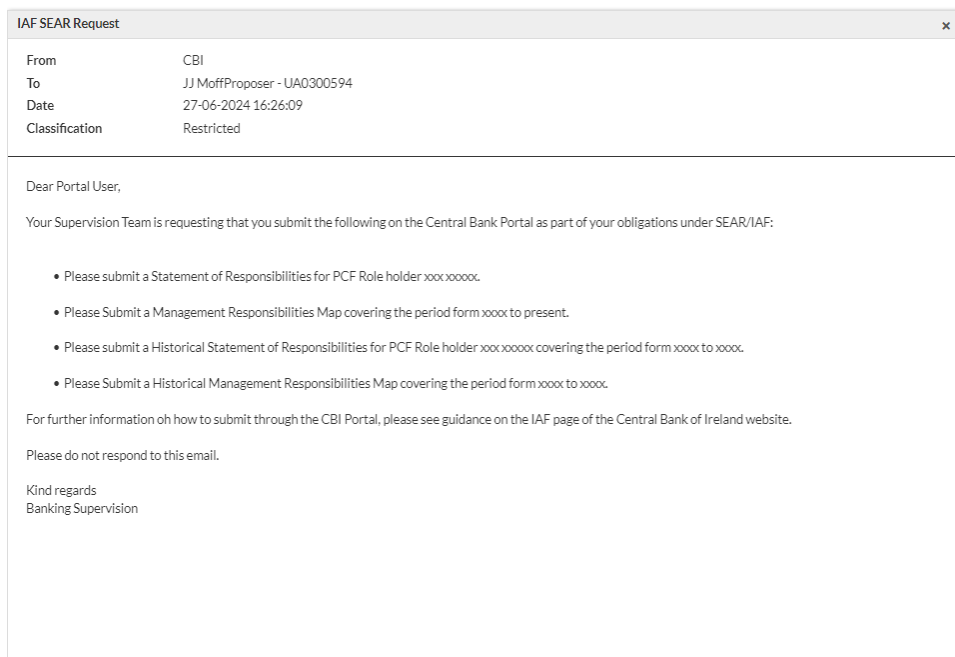 IAF SEAR Request ×
From CBI
To JJ MoffProposer - UA0300594
Date 27-06-2024 16:26:09
Classification Restricted
Dear Portal User,
Your Supervision Team is requesting that you submit the following on the Central Bank Portal as part of your obligations under SEAR/IAF:
• Please submit a Statement of Responsibilities for PCF Role holder xxx xxxxx.
• Please Submit a Management Responsibilities Map covering the period form xxxx to present.
• Please submit a Historical Statement of Responsibilities for PCF Role holder xxx xxxxx covering the period form xxxx to xxxx.
• Please Submit a Historical Management Responsibilities Map covering the period form xxxx to xxxx.
For further information oh how to submit through the CBI Portal, please see guidance on the IAF page of the Central Bank of Ireland website.
Please do not respond to this email.
Kind regards
Banking Supervision